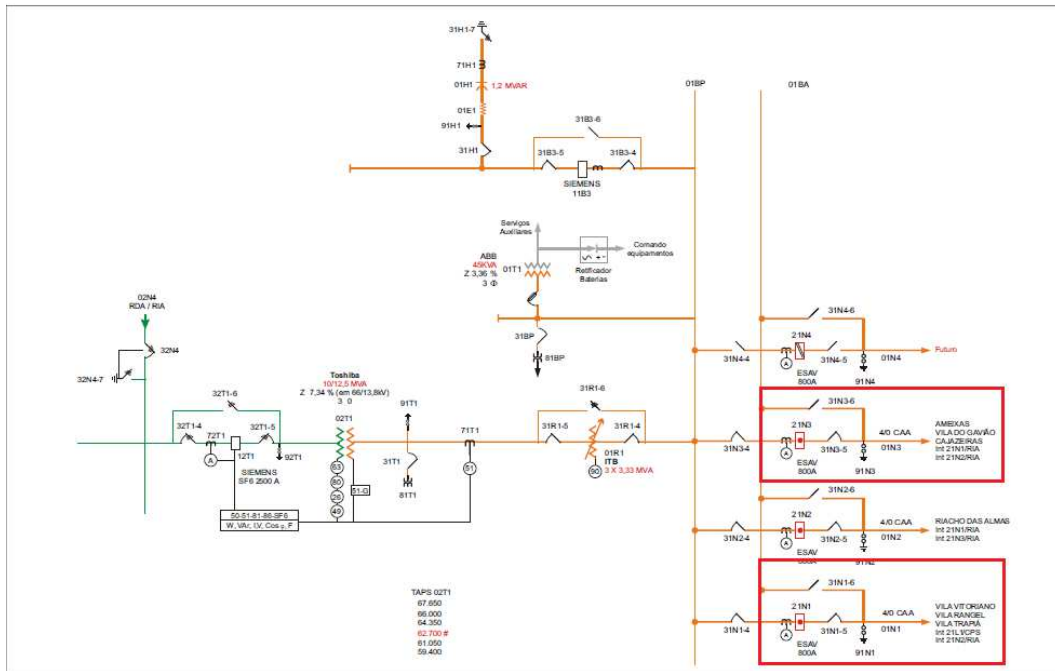 31H1-7
71H1
01H1
1,2 MVAR
01E1
91H1
31H1
31B3-6
31B3-5
31B3-4
SIEMENS
11B3
01BP
01BA
Serviços
Auxiliares
Comando
equipamentos
Retificador
Baterias
ABB
45KVA
Z 3,36 %
3 Φ
01T1
31BP
81BP
02N4
RDA / RIA
32N4
32N4-7
32T1-6
32T1-4
72T1
32T1-5
12T1
92T1
A
SIEMENS
SF6 2500 A
Toshiba
10/12,5 MVA
Z 7,34 % (em 66/13,8kV)
3 0
02T1
63
80
26
49
51-G
50-51-81-86-SF6
W, VAr, I,V, Cos φ, F
91T1
31T1
81T1
71T1
51
31R1-6
31R1-5
31R1-4
01R1
ITB
3 X 3,33 MVA
90
TAPS 02T1
67.650
66.000
64.350
62.700 #
61.050
59.400
31N4-6
21N4
31N4-4
31N4-5
01N4
A
ESAV
800A
91N4
Futuro
31N3-6
21N3
4/0 CAA
31N3-4
31N3-5
01N3
A
ESAV
800A
91N3
AMEIXAS
VILA DO GAVIÃO
CAJAZEIRAS
Int 21N1/RIA
Int 21N2/RIA
31N2-6
21N2
4/0 CAA
31N2-4
31N2-5
01N2
A
ESAV
800A
91N2
RIACHO DAS ALMAS
Int 21N1/RIA
Int 21N3/RIA
31N1-6
21N1
4/0 CAA
31N1-4
31N1-5
01N1
A
ESAV
800A
91N1
VILA VITORIANO
VILA RANGEL
VILA TRAPIÁ
Int 21L1/CPS
Int 21N2/RIA